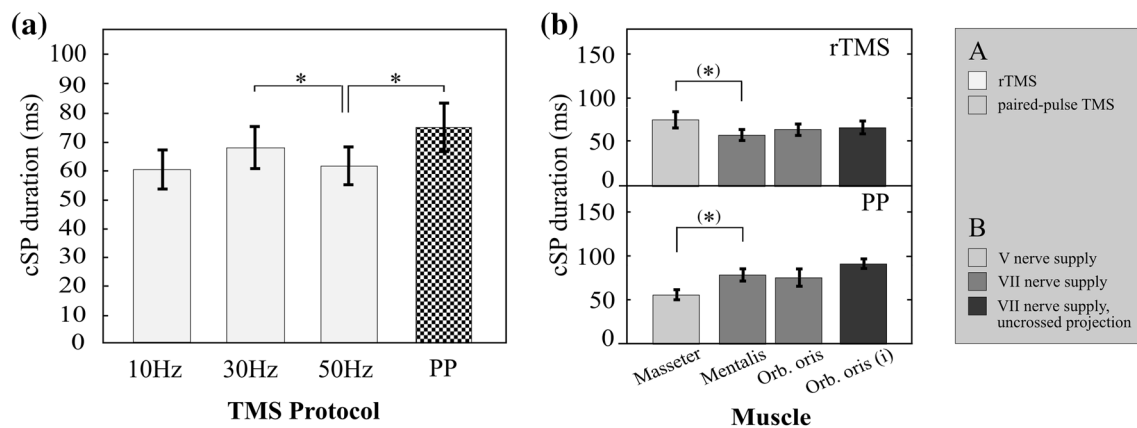 (a)
100
90
80
70
60
50
40
30
20
10
0
cSP duration (ms)
*
*
10Hz
30Hz
50Hz
PP
TMS Protocol
(b)
rTMS
150
100
50
0
(*)
PP
150
100
50
0
(*)
cSP duration (ms)
Masseter
Mentalis
Orb. oris
Orb. oris (i)
Muscle
A
rTMS
paired-pulse TMS
B
V nerve supply
VII nerve supply
VII nerve supply,
uncrossed projection